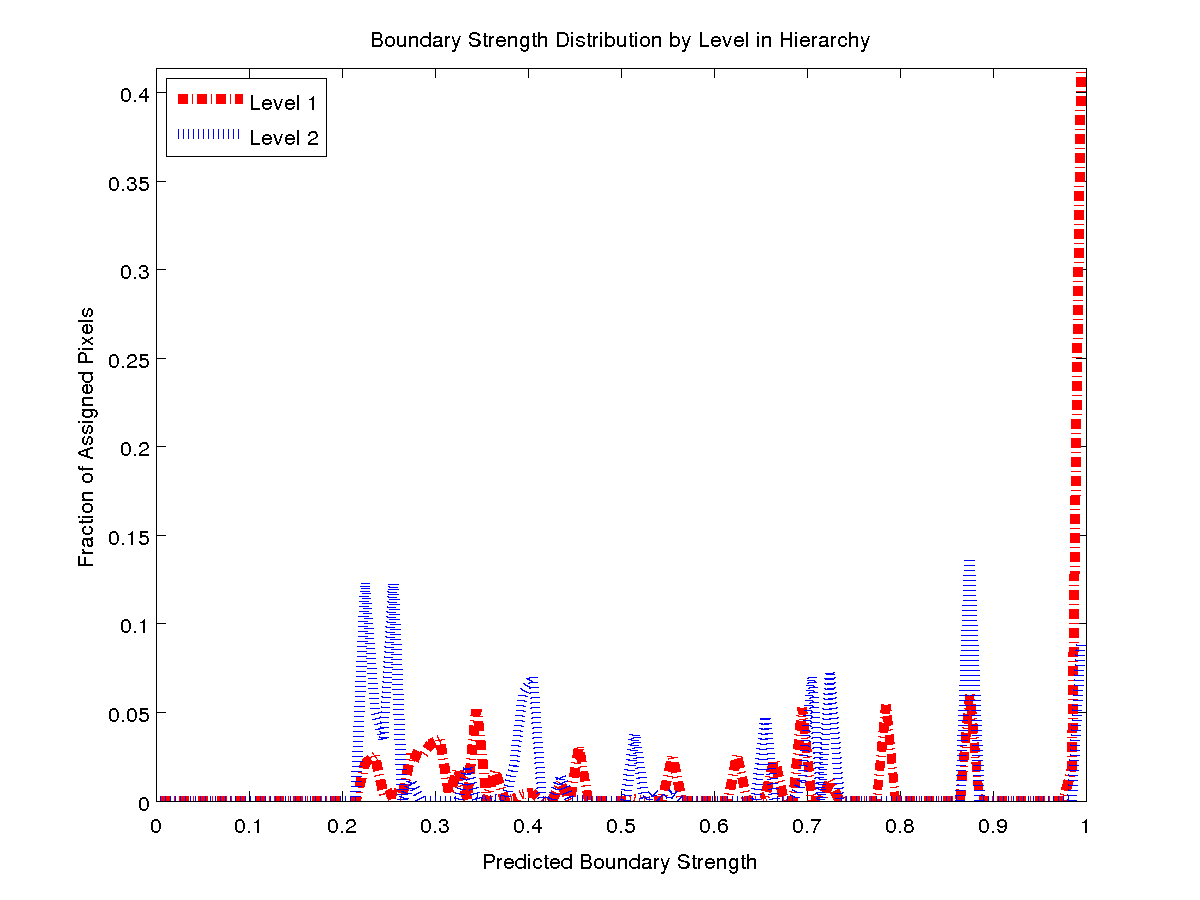 Boundary Strength Distribution by Level in Hierarchy
Level 1
Level 2
0.4
0.35
0.3
0.25
0.2
0.15
0.1
0.05
0
Fraction of Assigned Pixels
0 0.1 0.2 0.3 0.4 0.5 0.6 0.7 0.8 0.9 1
Predicted Boundary Strength